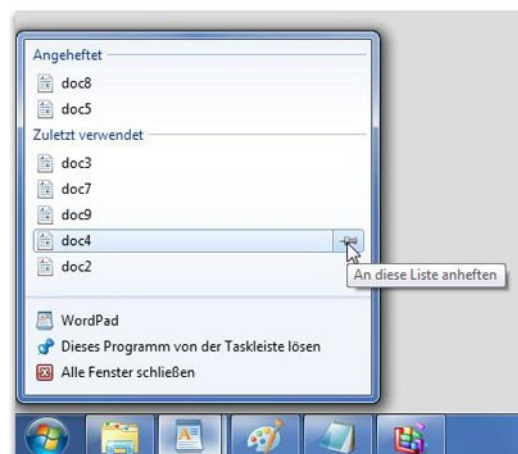 Angeheftet
doc8
doc5
Zuletzt verwendet
doc3
doc7
doc9
doc4
doc2
An diese Liste anheften
WordPad
Dieses Programm von der Taskleiste lösen
Alle Fenster schließen